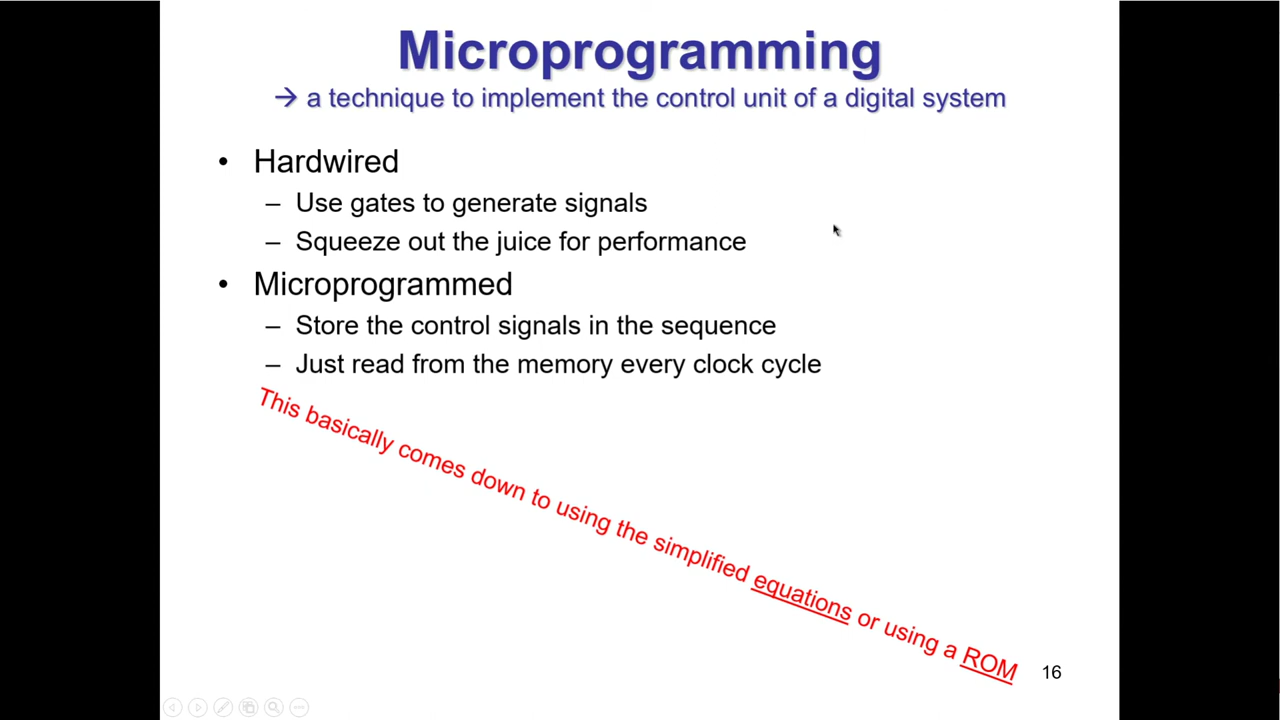 Microprogramming
→ a technique to implement the control unit of a digital system
• Hardwired
– Use gates to generate signals
– Squeeze out the juice for performance
• Microprogrammed
– Store the control signals in the sequence
– Just read from the memory every clock cycle
This basically comes down to using the simplified equations or using a ROM
16